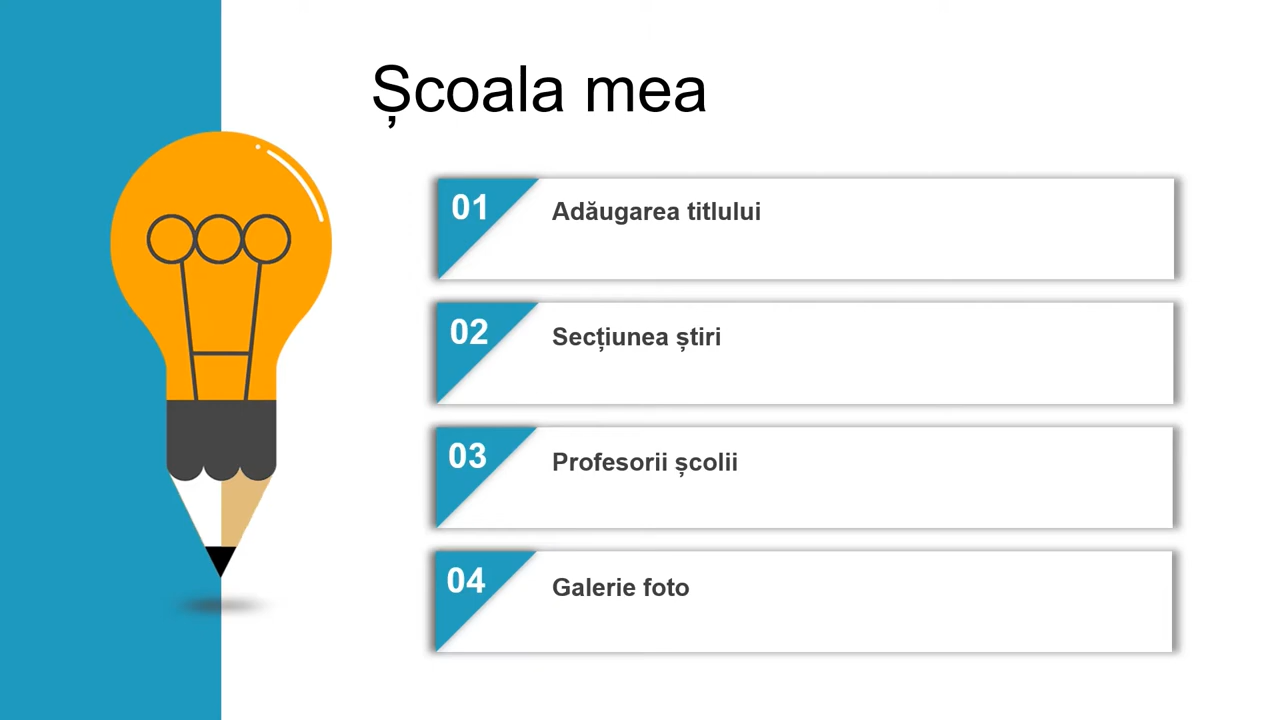 Școala mea
01
Adăugarea titlului
02
Secțiunea știri
03
Profesorii școlii
04
Galerie foto